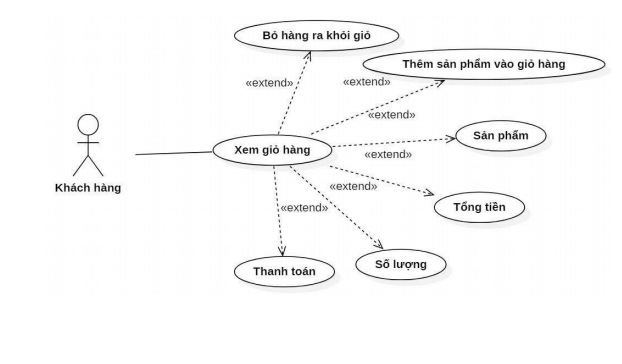 Bỏ hàng ra khỏi giỏ
Thêm sản phẩm vào giỏ hàng
«extend»
«extend»
«extend»
Sản phẩm
Xem giỏ hàng
«extend»
Khách hàng
«extend»
Tổng tiền
«extend»
Thanh toán
Số lượng